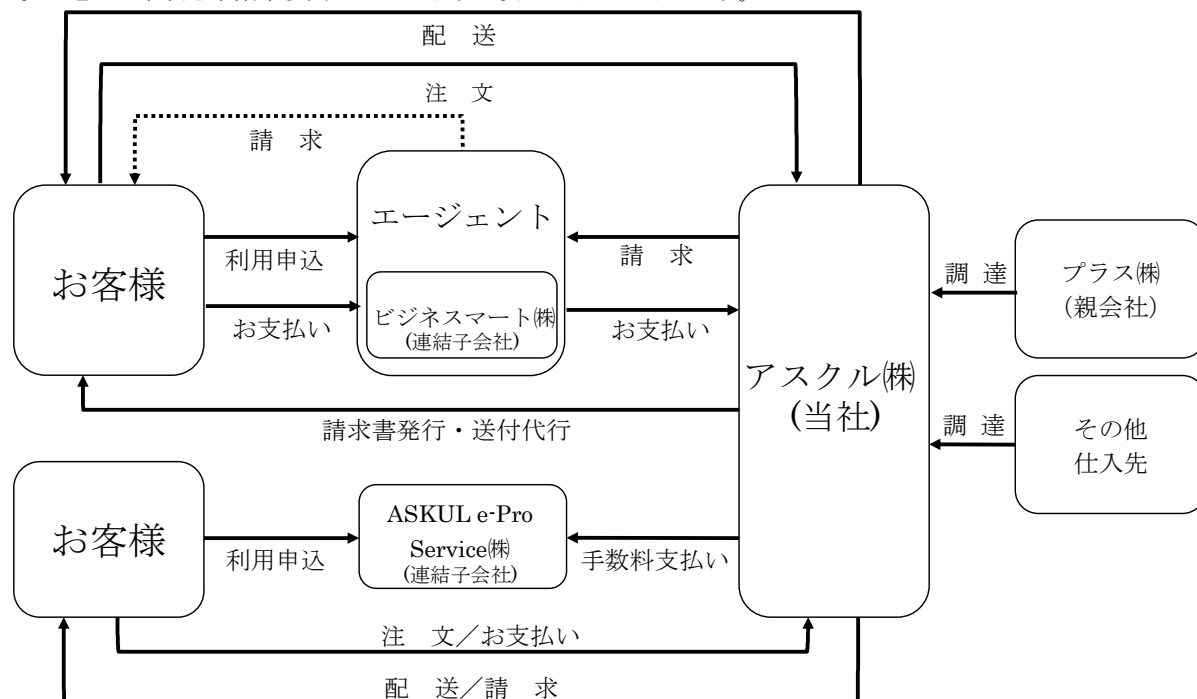 配 送
注 文
請 求
エージェント
お客様
利用申込
請 求
お支払い
ビジネスマート㈱
(連結子会社)
お支払い
アスクル㈱
(当社)
調 達
プラス㈱
(親会社)
調 達
その他
仕入先
請求書発行・送付代行
お客様
利用申込
ASKUL e-Pro
Service㈱
(連結子会社)
手数料支払い
注 文／お支払い
配 送／請 求